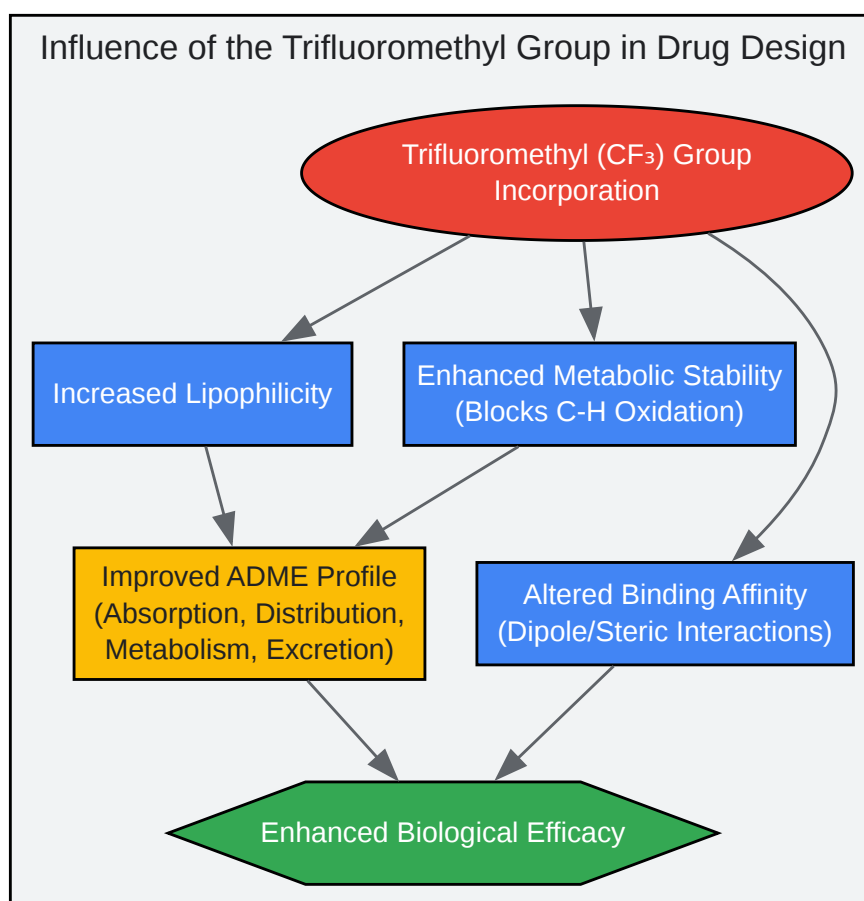 Influence of the Trifluoromethyl Group in Drug Design
Trifluoromethyl (CF₃) Group
Incorporation
Increased Lipophilicity
Enhanced Metabolic Stability
(Blocks C-H Oxidation)
Improved ADME Profile
(Absorption, Distribution,
Metabolism, Excretion)
Altered Binding Affinity
(Dipole/Steric Interactions)
Enhanced Biological Efficacy